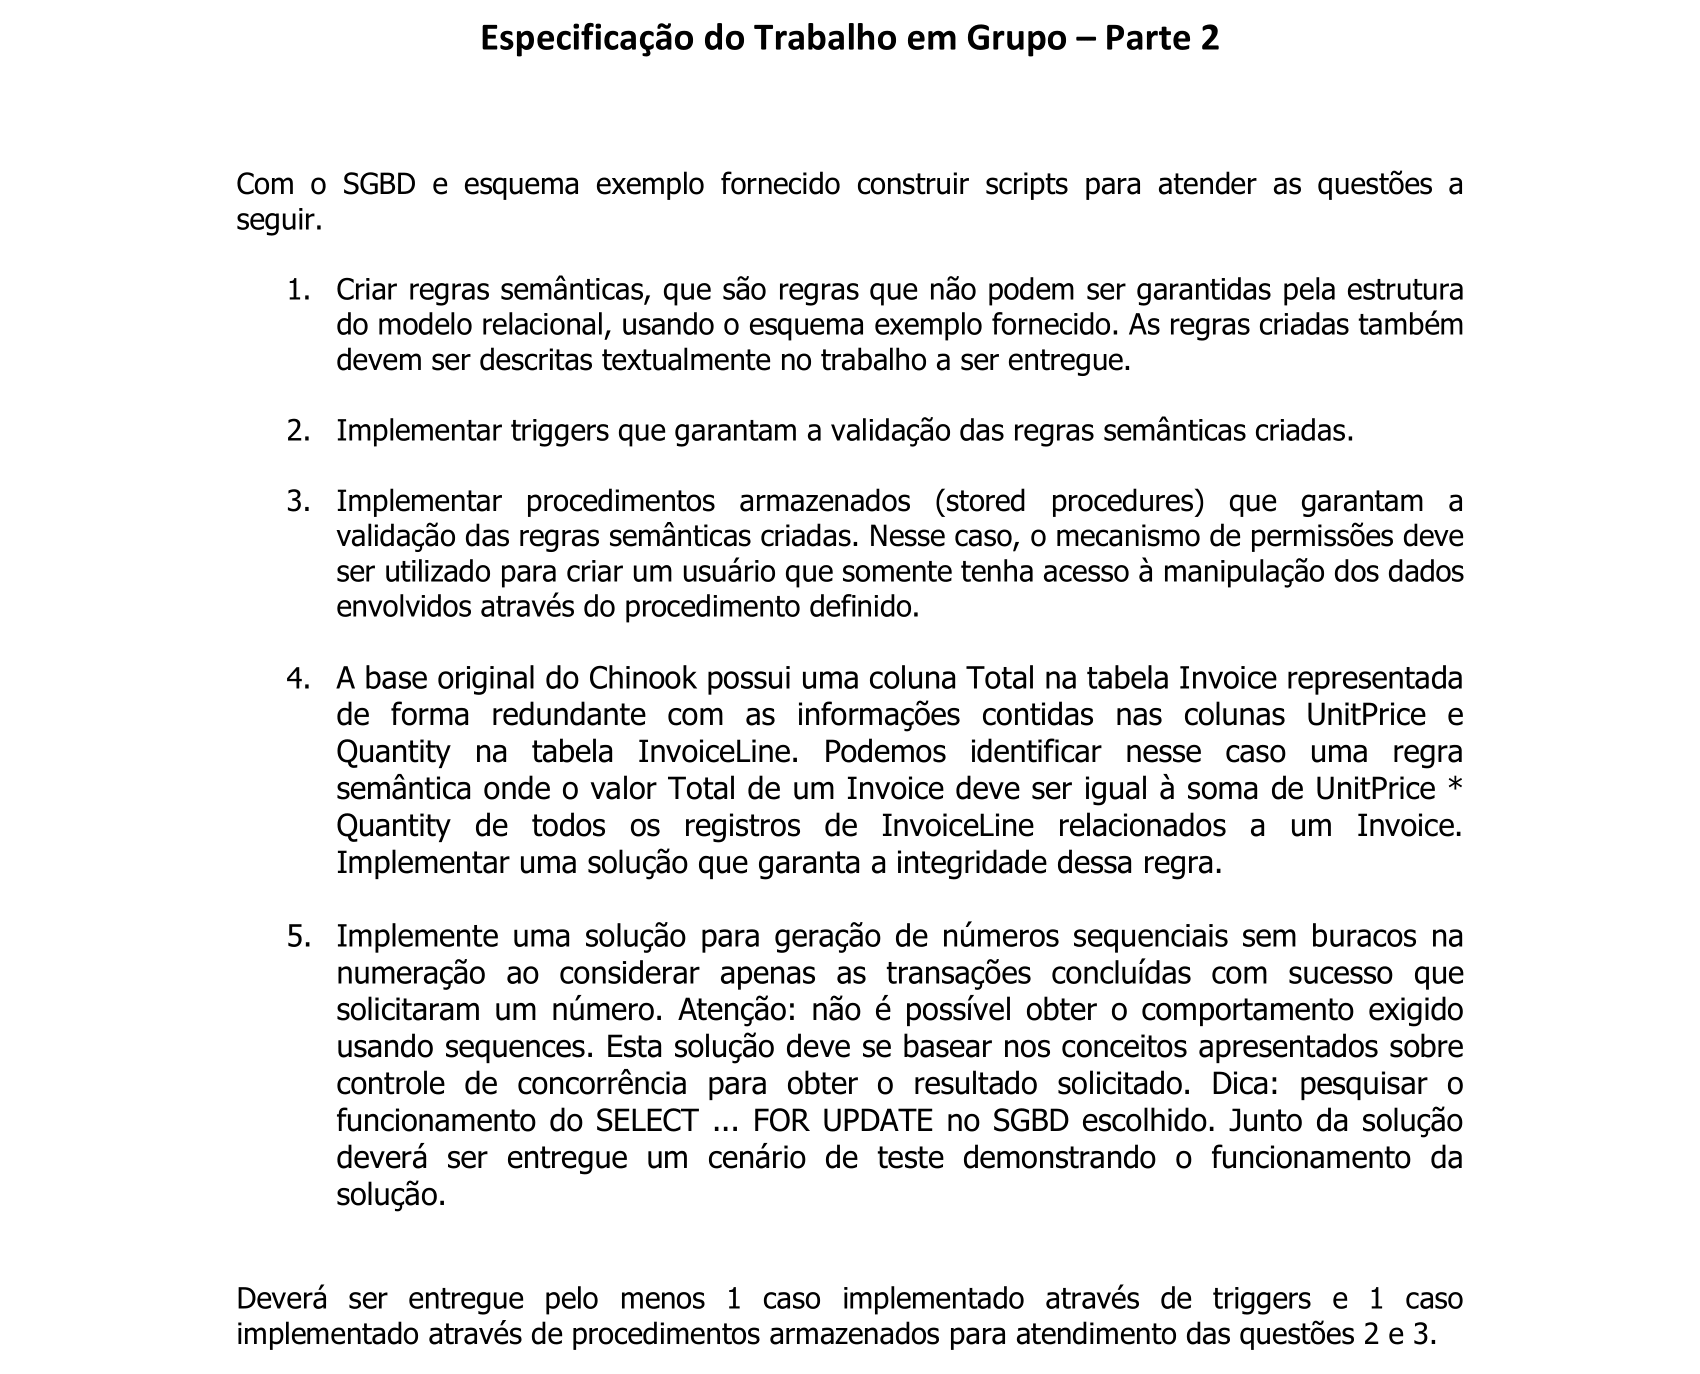 Especificação do Trabalho em Grupo – Parte 2
Com o SGBD e esquema exemplo fornecido construir scripts para atender as questões a
seguir.
1. Criar regras semânticas, que são regras que não podem ser garantidas pela estrutura
do modelo relacional, usando o esquema exemplo fornecido. As regras criadas também
devem ser descritas textualmente no trabalho a ser entregue.
2. Implementar triggers que garantam a validação das regras semânticas criadas.
3. Implementar procedimentos armazenados (stored procedures) que garantam a
validação das regras semânticas criadas. Nesse caso, o mecanismo de permissões deve
ser utilizado para criar um usuário que somente tenha acesso à manipulação dos dados
envolvidos através do procedimento definido.
4. A base original do Chinook possui uma coluna Total na tabela Invoice representada
de forma redundante com as informações contidas nas colunas UnitPrice e
Quantity na tabela InvoiceLine. Podemos identificar nesse caso uma regra
semântica onde o valor Total de um Invoice deve ser igual à soma de UnitPrice *
Quantity de todos os registros de InvoiceLine relacionados a um Invoice.
Implementar uma solução que garanta a integridade dessa regra.
5. Implemente uma solução para geração de números sequenciais sem buracos na
numeração ao considerar apenas as transações concluídas com sucesso que
solicitaram um número. Atenção: não é possível obter o comportamento exigido
usando sequences. Esta solução deve se basear nos conceitos apresentados sobre
controle de concorrência para obter o resultado solicitado. Dica: pesquisar o
funcionamento do SELECT ... FOR UPDATE no SGBD escolhido. Junto da solução
deverá ser entregue um cenário de teste demonstrando o funcionamento da
solução.
Deverá ser entregue pelo menos 1 caso implementado através de triggers e 1 caso
implementado através de procedimentos armazenados para atendimento das questões 2 e 3.